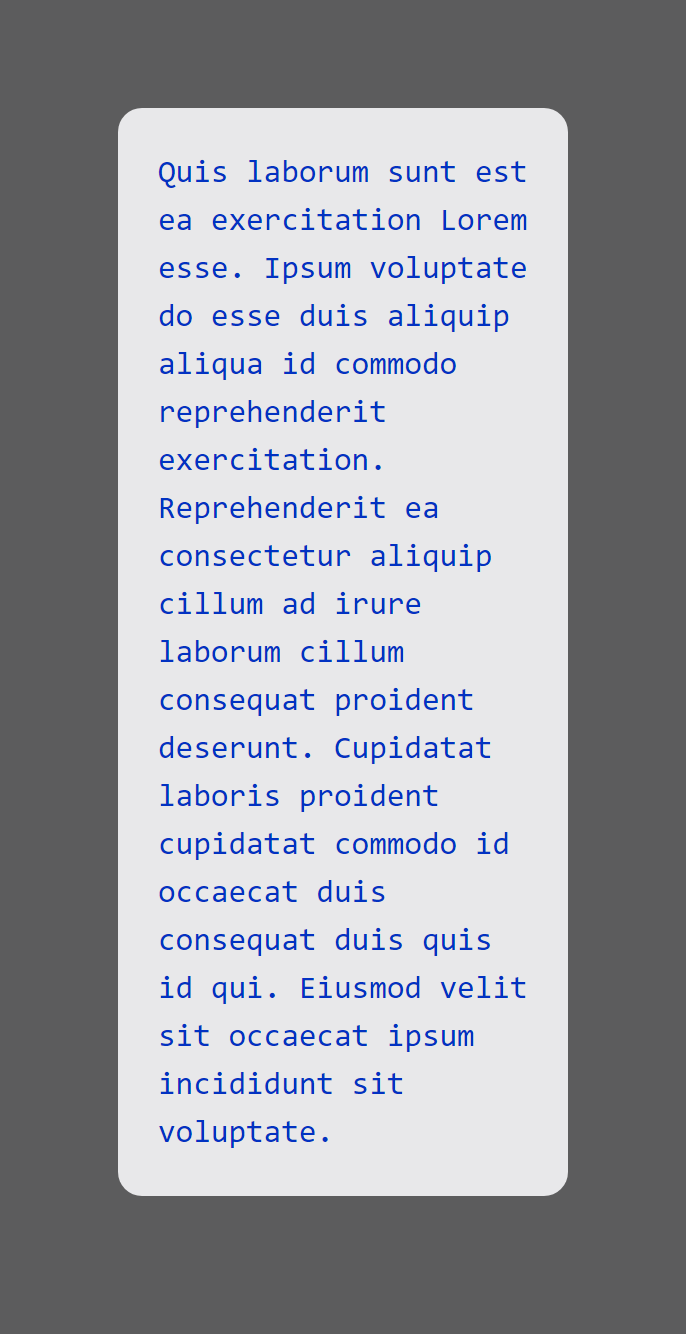 Quis laborum sunt est
ea exercitation Lorem
esse. Ipsum voluptate
do esse duis aliquip
aliqua id commodo
reprehenderit
exercitation.
Reprehenderit ea
consectetur aliquip
cillum ad irure
laborum cillum
consequat proident
deserunt. Cupidatat
laboris proident
cupidatat commodo id
occaecat duis
consequat duis quis
id qui. Eiusmod velit
sit occaecat ipsum
incididunt sit
voluptate.